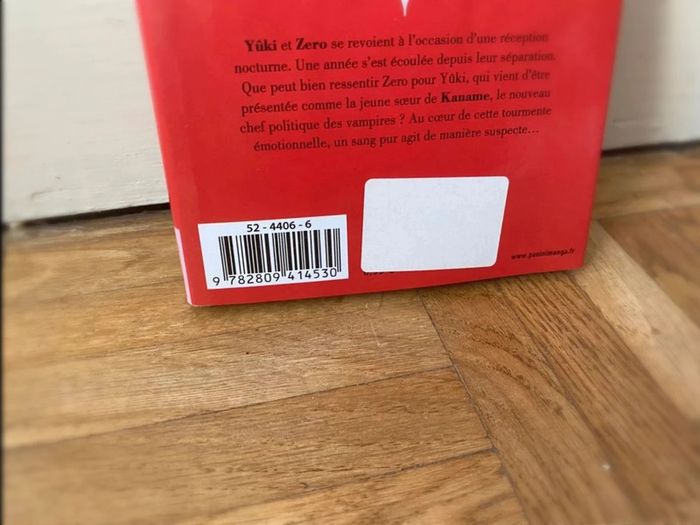 Yûki et Zero se revoient à l'occasion d'une réception
nocturne. Une année s'est écoulée depuis leur séparation.
Que peut bien ressentir Zero pour Yûki, qui vient d'être
présentée comme la jeune sœur de Kaname, le nouveau
chef politique des vampires ? Au cœur de cette tourmente
émotionnelle, un sang pur agit de manière suspecte...
52 - 4406 - 6
9 782809 414530
www.paninimanga.fr